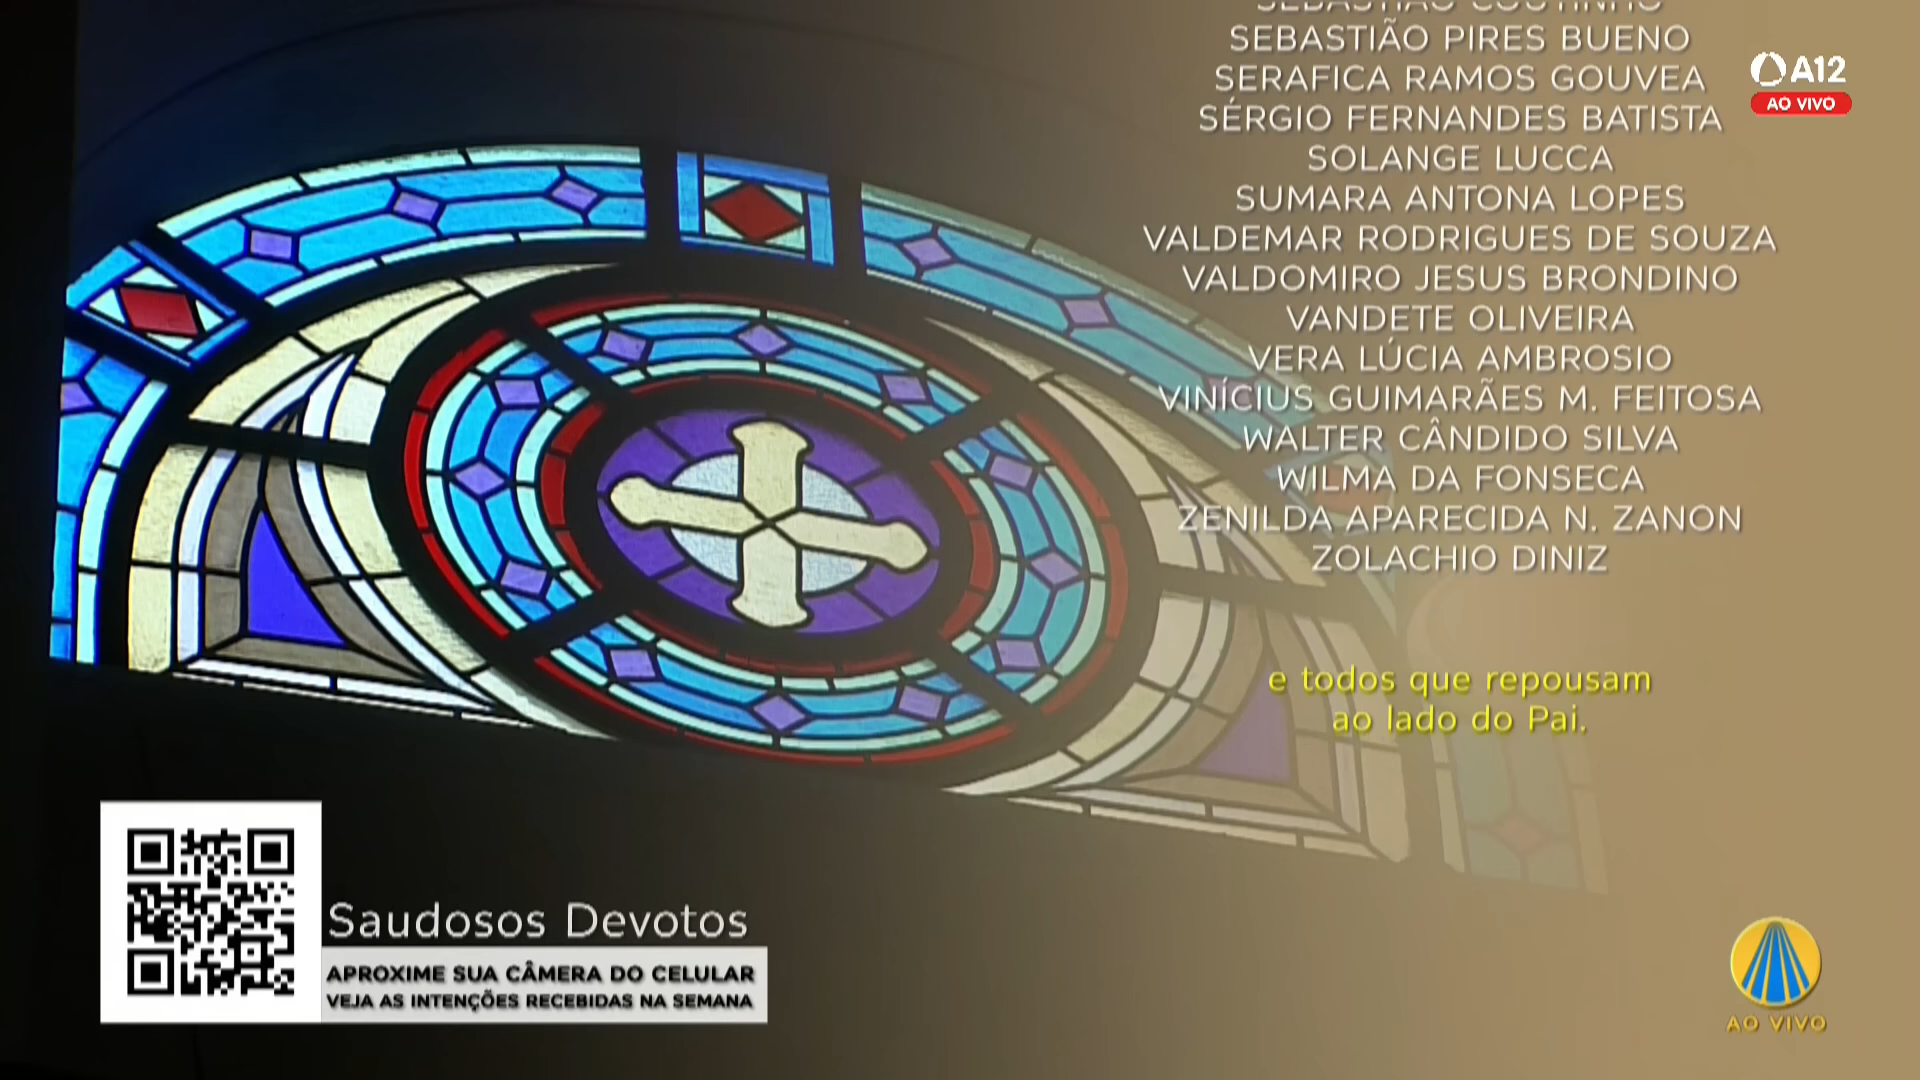 SEBASTIÃO COUTINHO
SEBASTIÃO PIRES BUENO
SERAFICA RAMOS GOUVEA
SÉRGIO FERNANDES BATISTA
SOLANGE LUCCA
SUMARA ANTONA LOPES
VALDEMAR RODRIGUES DE SOUZA
VALDOMIRO JESUS BRONDINO
VANDETE OLIVEIRA
VERA LÚCIA AMBROSIO
VINÍCIUS GUIMARÃES M. FEITOSA
WALTER CÂNDIDO SILVA
WILMA DA FONSECA
ZENILDA APARECIDA N. ZANON
ZOLACHIO DINIZ
e todos que repousam
ao lado do Pai.
A12
AO VIVO
Saudosos Devotos
APROXIME SUA CÂMERA DO CELULAR
VEJA AS INTENÇÕES RECEBIDAS NA SEMANA
AO VIVO